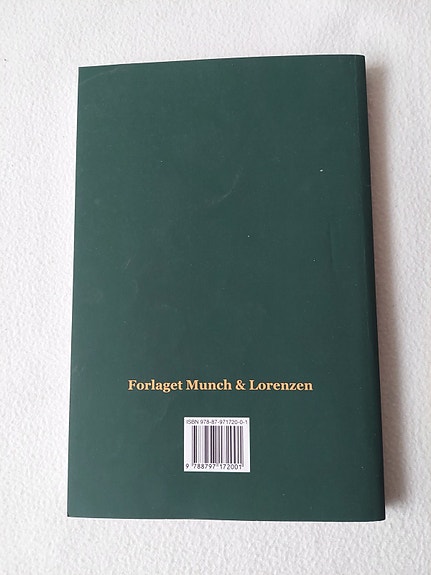 Forlaget Munch & Lorenzen
ISBN 978-87-971720-0-1
9 788797 172001